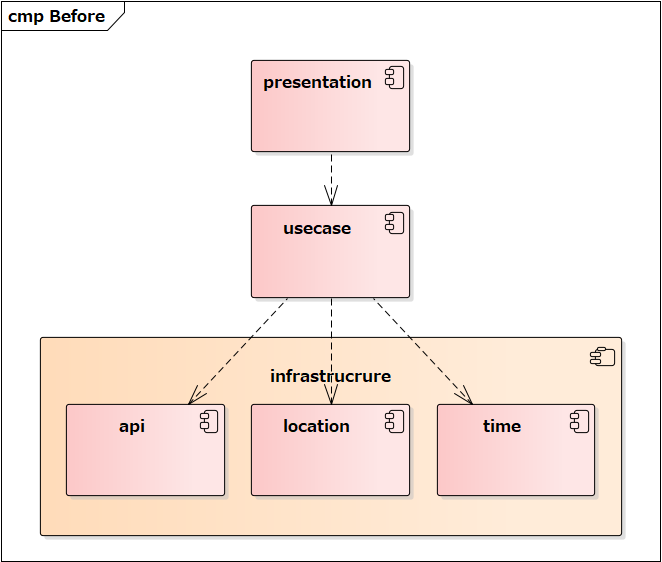 cmp Before
presentation
usecase
infrastrucrure
api
location
time